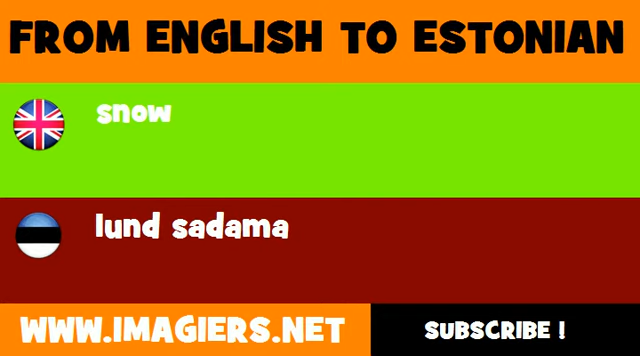 FROM ENGLISH TO ESTONIAN
snow
lund sadama
WWW.IMAGIERS.NET
SUBSCRIBE !